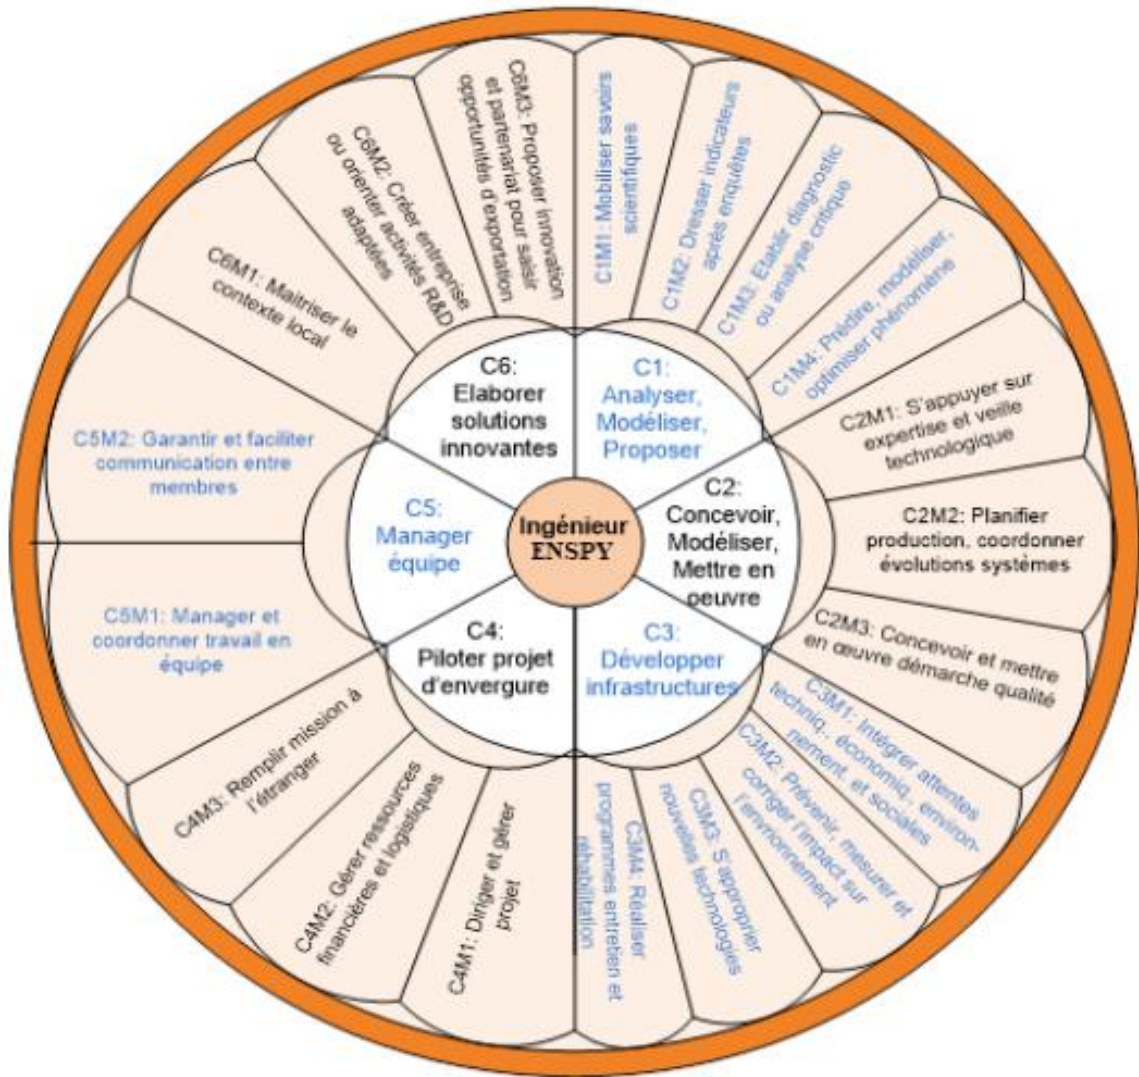 Ingénieur
ENSPY
C1:
Analyser,
Modéliser,
Proposer
C1M1: Mobiliser savoirs
scientifiques
C1M2: Dresser indicateurs
après enquêtes
C1M3: Etablir diagnostic
ou analyse critique
C1M4: Prédire, modéliser,
optimiser phénomène
C2:
Concevoir,
Modéliser,
Mettre en
oeuvre
C2M1: S'appuyer sur
expertise et veille
technologique
C2M2: Planifier
production, coordonner
évolutions systèmes
C2M3: Concevoir et mettre
en œuvre démarche qualité
C3:
Développer
infrastructures
C3M1: Intégrer attentes
techniq., économiq., environ-
nement. et sociales
C3M2: Prévenir, mesurer et
corriger l'impact sur
l'envrionnement
C3M3: S'approprier
nouvelles technologies
C3M4: Réaliser
programmes entretien et
réhabilitation
C4:
Piloter projet
d'envergure
C4M1: Diriger et gérer
projet
C4M2: Gérer ressources
financières et logistiques
C4M3: Remplir mission à
l'étranger
C5:
Manager
équipe
C5M1: Manager et
coordonner travail en
équipe
C5M2: Garantir et faciliter
communication entre
membres
C6:
Elaborer
solutions
innovantes
C6M1: Maitriser le
contexte local
C6M2: Créer entreprise
ou orienter activités R&D
adaptées
C6M3: Proposer innovation
et partenariat pour saisir
opportunités d'exportation